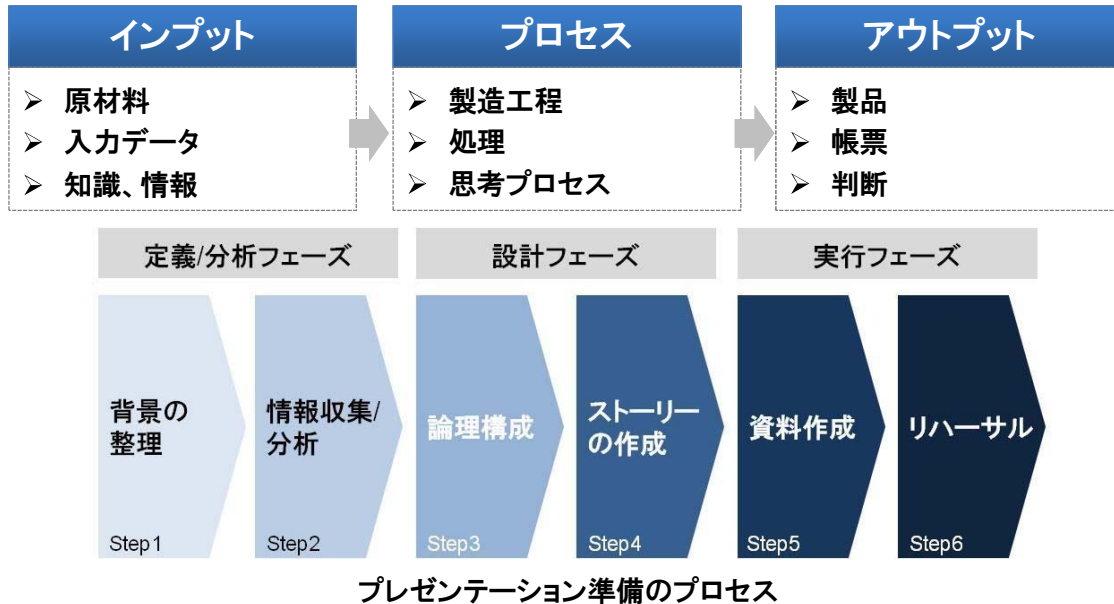 インプット
➢ 原材料
➢ 入力データ
➢ 知識、情報
プロセス
➢ 製造工程
➢ 処理
➢ 思考プロセス
アウトプット
➢ 製品
➢ 帳票
➢ 判断
定義/分析フェーズ
設計フェーズ
実行フェーズ
背景の
整理
Step1
情報収集/
分析
Step2
論理構成
Step3
ストーリー
の作成
Step4
資料作成
Step5
リハーサル
Step6
プレゼンテーション準備のプロセス